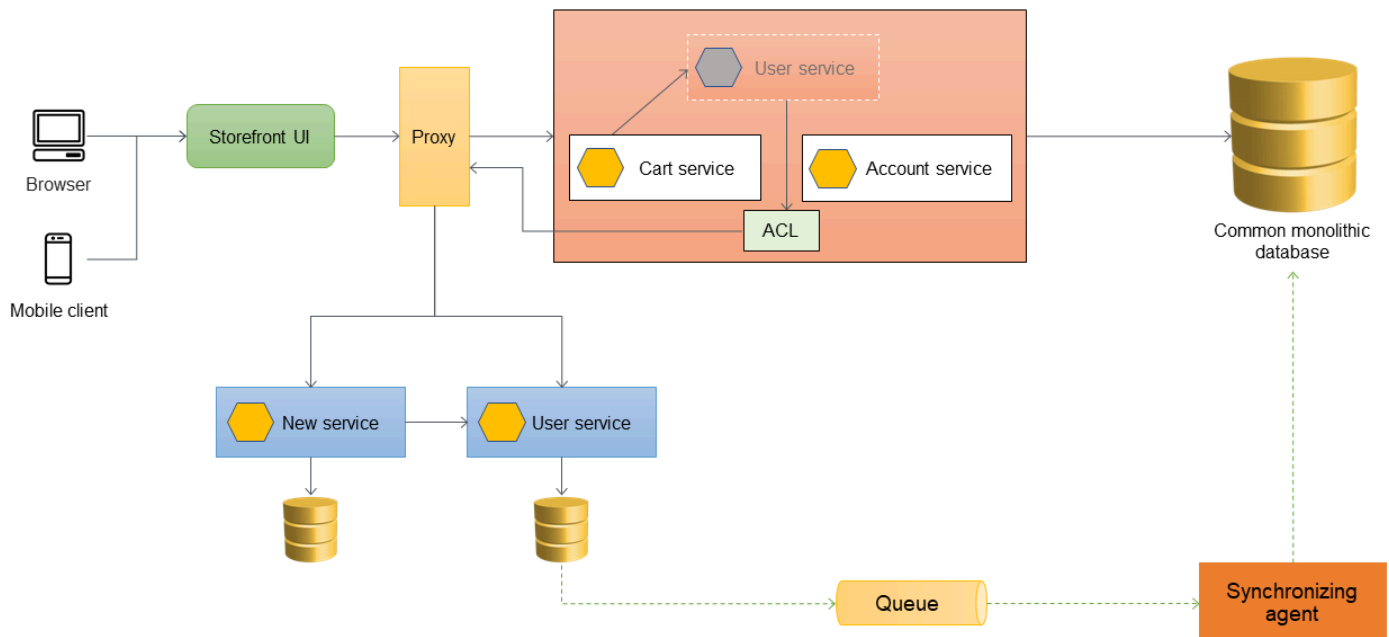 User service
Storefront UI
Proxy
Cart service
Account service
Browser
ACL
Common monolithic
database
Mobile client
New service
User service
Queue
Synchronizing
agent